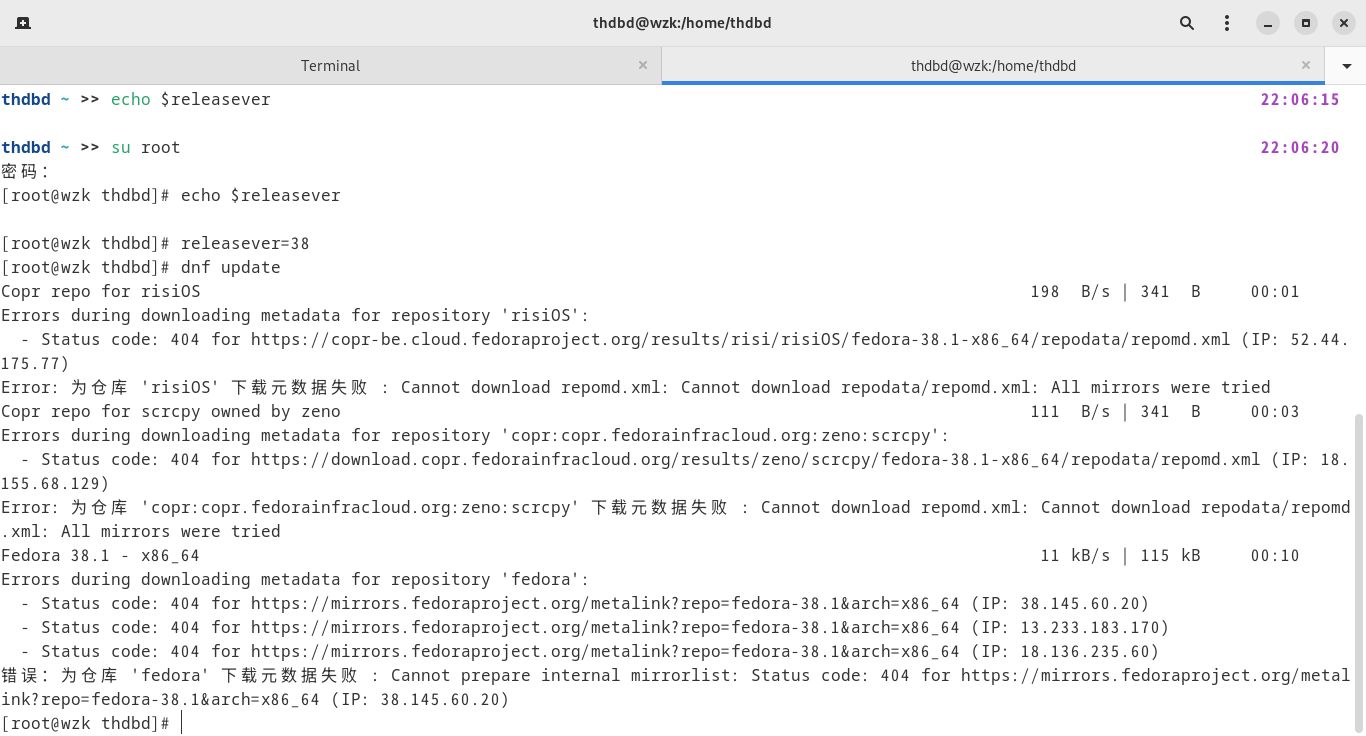 thdbd@wzk:/home/thdbd
Terminal
thdbd@wzk:/home/thdbd
thdbd ~ >> echo $releasever 22:06:15
thdbd ~ >> su root 22:06:20
密码：
[root@wzk thdbd]# echo $releasever
[root@wzk thdbd]# releasever=38
[root@wzk thdbd]# dnf update
Copr repo for risiOS 198 B/s | 341 B 00:01
Errors during downloading metadata for repository 'risiOS':
- Status code: 404 for https://copr-be.cloud.fedoraproject.org/results/risi/risiOS/fedora-38.1-x86_64/repodata/repomd.xml (IP: 52.44.
175.77)
Error: 为仓库 'risiOS' 下载元数据失败 : Cannot download repomd.xml: Cannot download repodata/repomd.xml: All mirrors were tried
Copr repo for scrcpy owned by zeno 111 B/s | 341 B 00:03
Errors during downloading metadata for repository 'copr:copr.fedorainfracloud.org:zeno:scrcpy':
- Status code: 404 for https://download.copr.fedorainfracloud.org/results/zeno/scrcpy/fedora-38.1-x86_64/repodata/repomd.xml (IP: 18.
155.68.129)
Error: 为仓库 'copr:copr.fedorainfracloud.org:zeno:scrcpy' 下载元数据失败 : Cannot download repomd.xml: Cannot download repodata/repomd
.xml: All mirrors were tried
Fedora 38.1 - x86_64 11 kB/s | 115 kB 00:10
Errors during downloading metadata for repository 'fedora':
- Status code: 404 for https://mirrors.fedoraproject.org/metalink?repo=fedora-38.1&arch=x86_64 (IP: 38.145.60.20)
- Status code: 404 for https://mirrors.fedoraproject.org/metalink?repo=fedora-38.1&arch=x86_64 (IP: 13.233.183.170)
- Status code: 404 for https://mirrors.fedoraproject.org/metalink?repo=fedora-38.1&arch=x86_64 (IP: 18.136.235.60)
错误：为仓库 'fedora' 下载元数据失败 : Cannot prepare internal mirrorlist: Status code: 404 for https://mirrors.fedoraproject.org/metal
ink?repo=fedora-38.1&arch=x86_64 (IP: 38.145.60.20)
[root@wzk thdbd]#